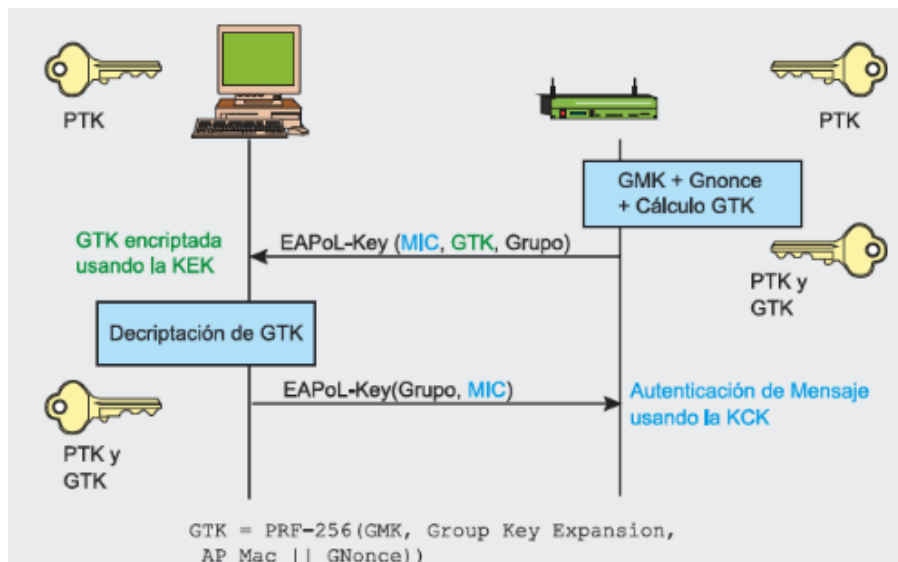 PTK
PTK
GMK + Gnonce
+ Cálculo GTK
GTK encriptada
usando la KEK
EAPoL-Key (MIC, GTK, Grupo)
PTK y
GTK
Decriptación de GTK
EAPoL-Key(Grupo, MIC)
Autenticación de Mensaje
usando la KCK
PTK y
GTK
GTK = PRF-256(GMK, Group Key Expansion,
AP Mac || GNonce))